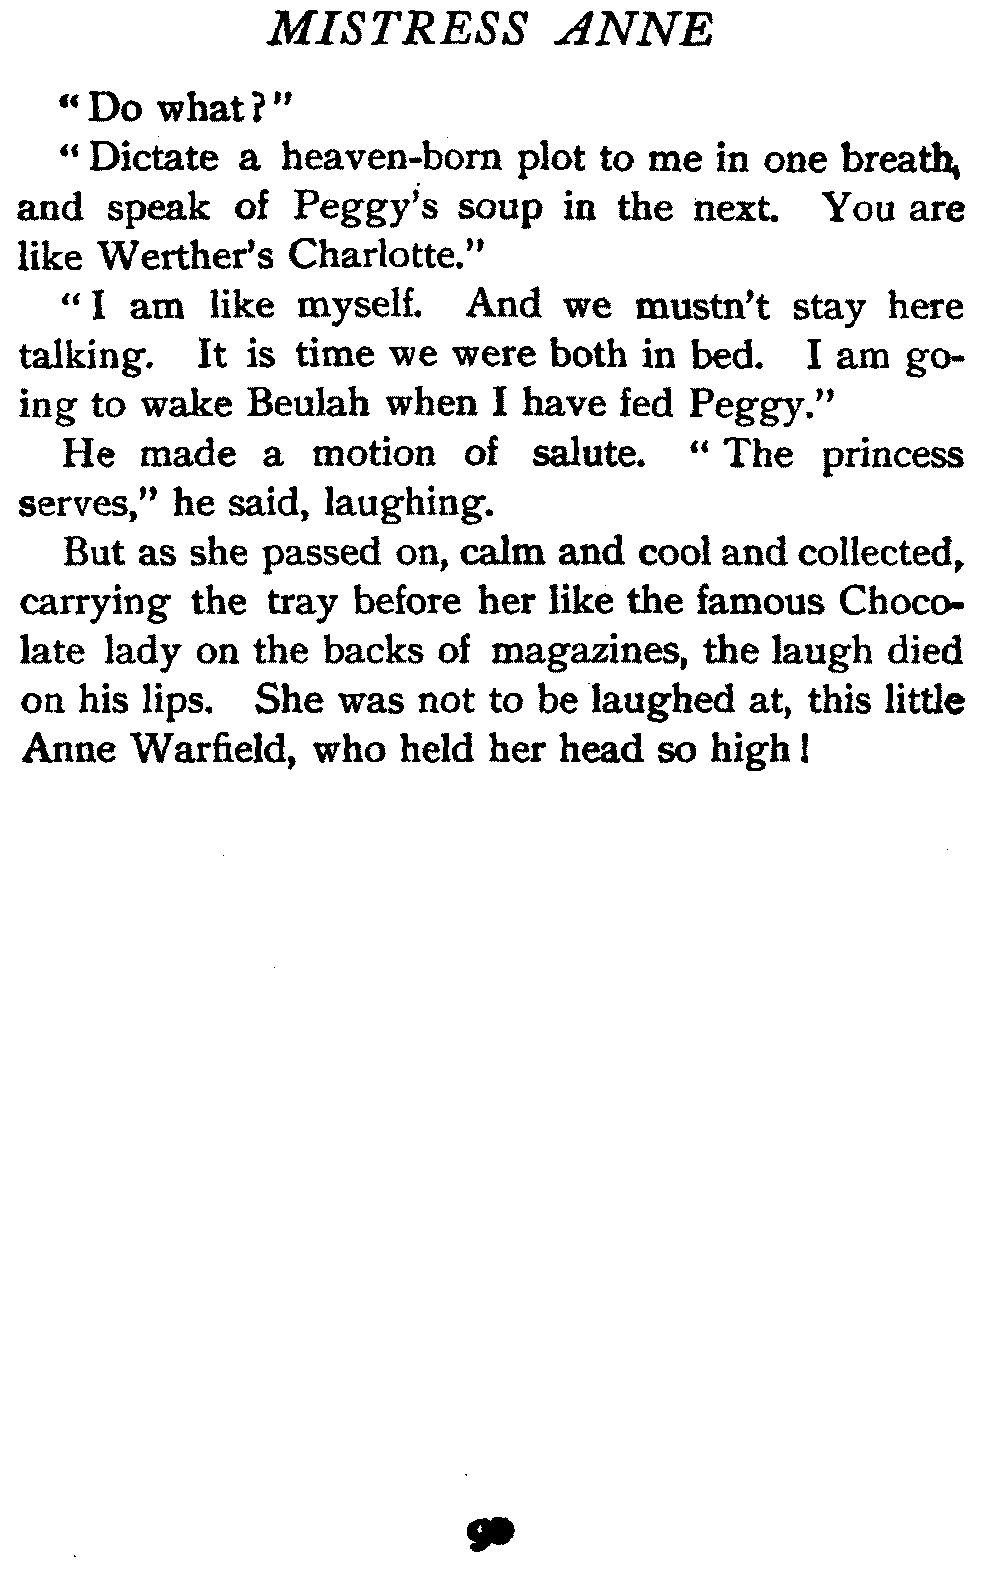 MISTRESS ANNE
“Do what?”
“Dictate a heaven-born plot to me in one breath,
and speak of Peggy's soup in the next. You are
like Werther's Charlotte.”
“I am like myself. And we mustn't stay here
talking. It is time we were both in bed. I am go-
ing to wake Beulah when I have fed Peggy.”
He made a motion of salute. “The princess
serves,” he said, laughing.
But as she passed on, calm and cool and collected,
carrying the tray before her like the famous Choco-
late lady on the backs of magazines, the laugh died
on his lips. She was not to be laughed at, this little
Anne Warfield, who held her head so high!
90